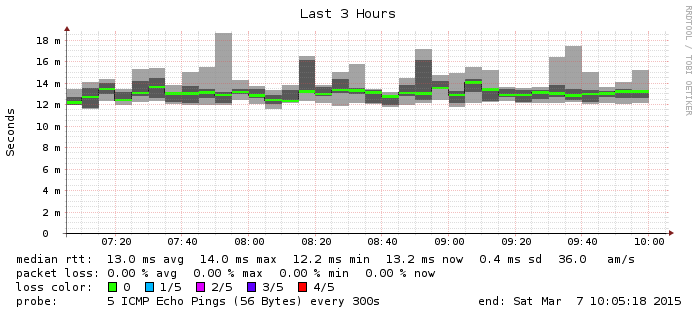 Last 3 Hours
RRDTOOL / TOBI OETIKER
Seconds
18 m
16 m
14 m
12 m
10 m
8 m
6 m
4 m
2 m
0
07:20 07:40 08:00 08:20 08:40 09:00 09:20 09:40 10:00
median rtt: 13.0 ms avg 14.0 ms max 12.2 ms min 13.2 ms now 0.4 ms sd 36.0 am/s
packet loss: 0.00 % avg 0.00 % max 0.00 % min 0.00 % now
loss color: 0 1/5 2/5 3/5 4/5
probe: 5 ICMP Echo Pings (56 Bytes) every 300s end: Sat Mar 7 10:05:18 2015